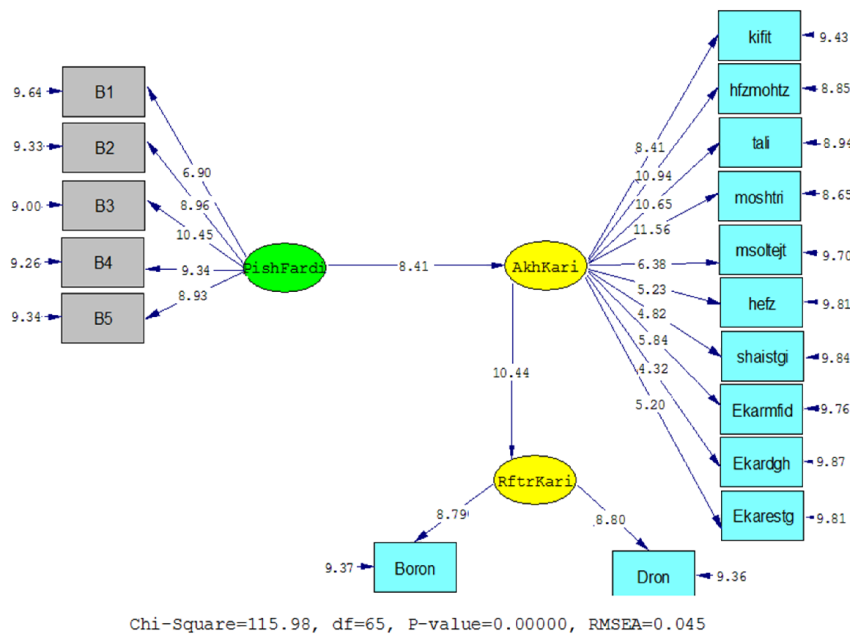 kifit
9.43
hfzmohtz
8.85
tali
8.94
moshtri
8.65
msoltejt
9.70
hefz
9.81
shaistgi
9.84
Ekarmfid
9.76
Ekardgh
9.87
Ekarestg
9.81
8.41
10.94
10.65
11.56
6.38
5.23
4.82
5.84
4.32
5.20
9.64
B1
9.33
B2
9.00
B3
9.26
B4
9.34
B5
6.90
8.96
10.45
9.34
8.93
PishFardi
8.41
AkhKari
10.44
RftrKari
8.79
8.80
9.37
Boron
Dron
9.36
Chi-Square=115.98, df=65, P-value=0.00000, RMSEA=0.045